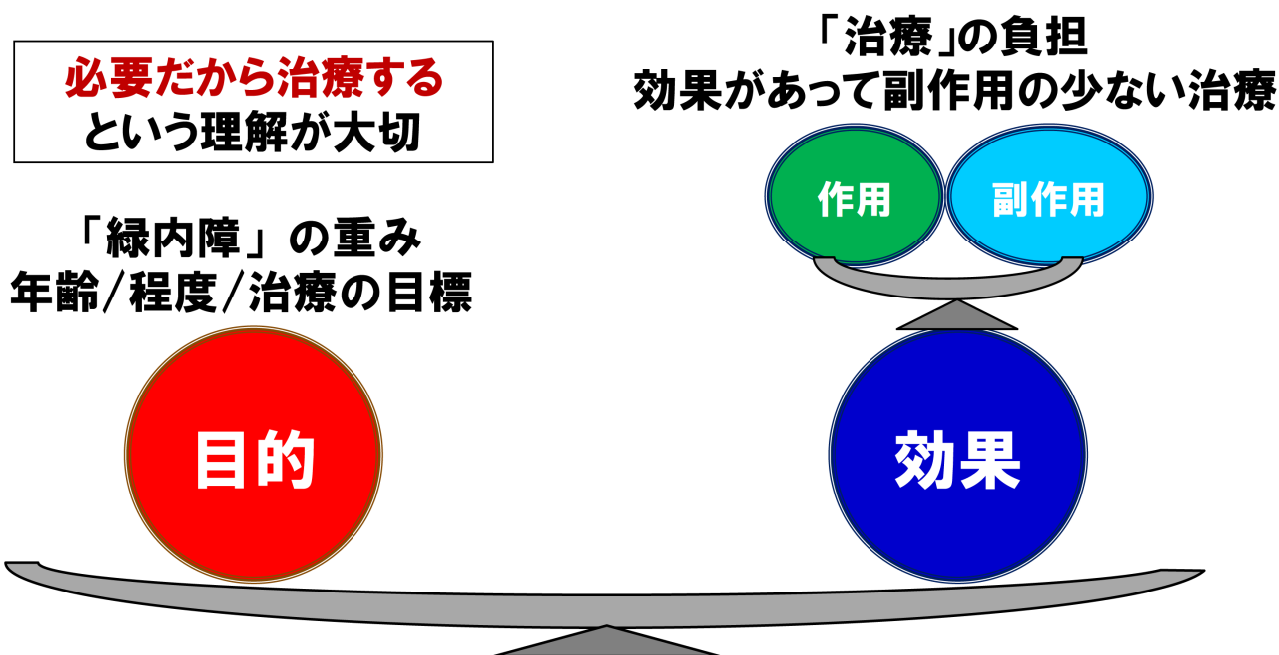 必要だから治療する
という理解が大切
「緑内障」の重み
年齢/程度/治療の目標
目的
「治療」の負担
効果があって副作用の少ない治療
作用
副作用
効果